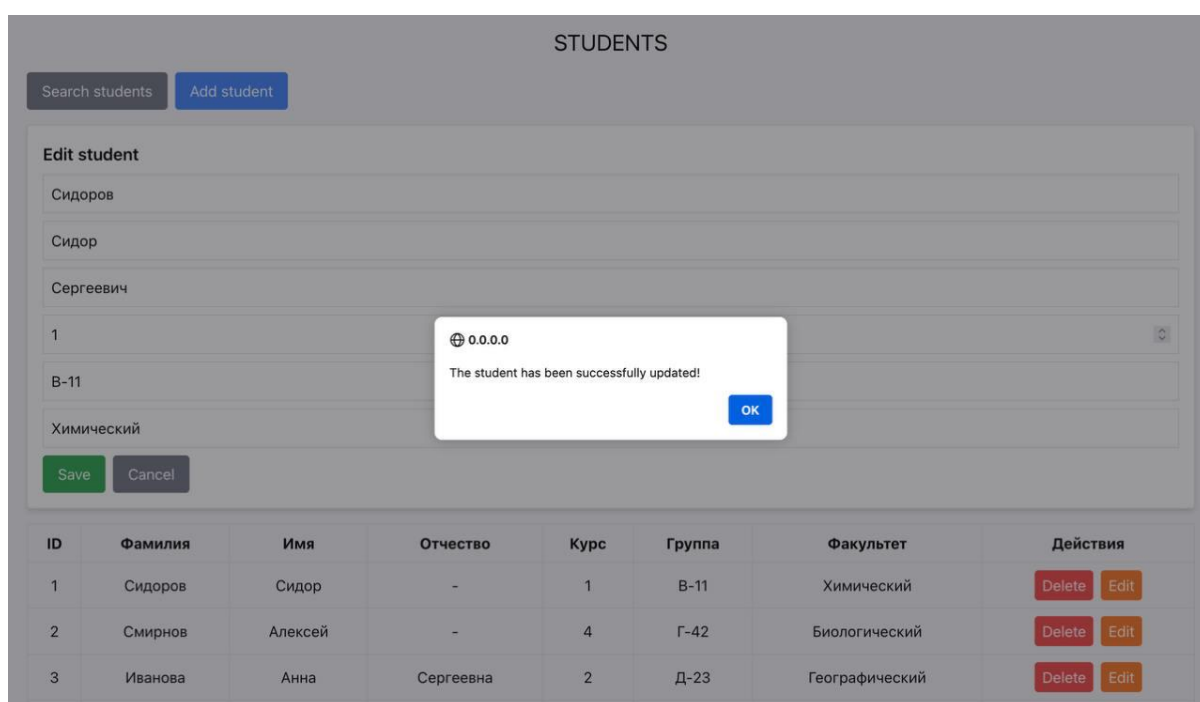 STUDENTS
Search students Add student
Edit student
Сидоров
Сидор
Сергеевич
1
0.0.0.0
The student has been successfully updated!
В-11
OK
Химический
Save Cancel
ID Фамилия Имя Отчество Курс Группа Факультет Действия
1 Сидоров Сидор - 1 В-11 Химический Delete Edit
2 Смирнов Алексей - 4 Г-42 Биологический Delete Edit
3 Иванова Анна Сергеевна 2 Д-23 Географический Delete Edit